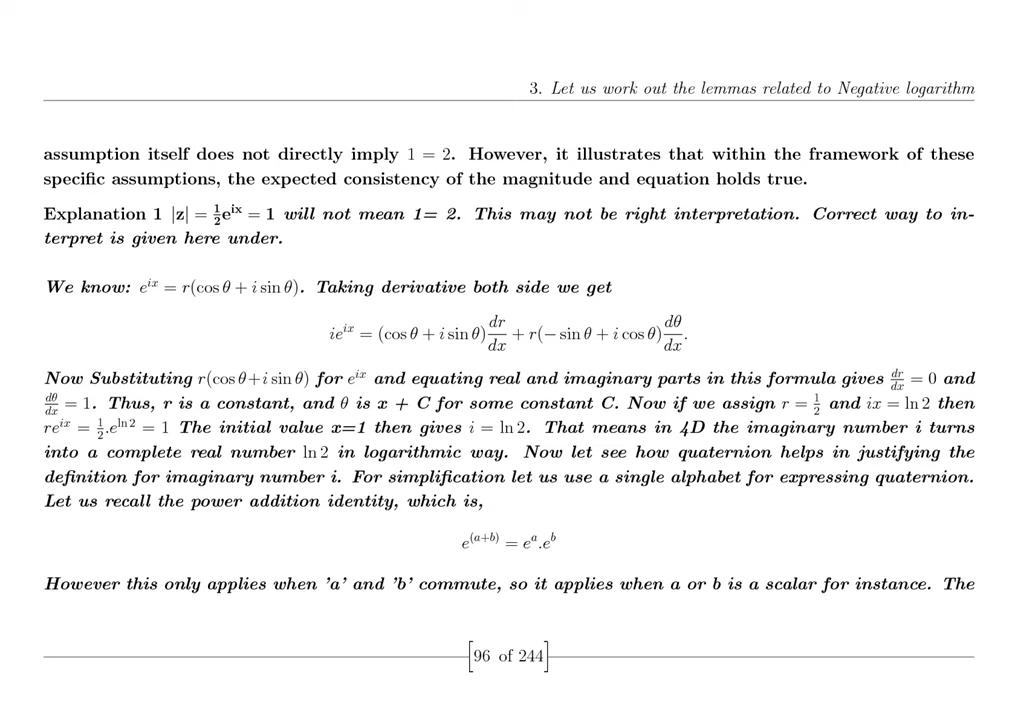 3. Let us work out the lemmas related to Negative logarithm
assumption itself does not directly imply 1 = 2. However, it illustrates that within the framework of these
specific assumptions, the expected consistency of the magnitude and equation holds true.
Explanation 1 |z| = \frac{1}{2}e^{ix} = 1 will not mean 1= 2. This may not be right interpretation. Correct way to in-
terpret is given here under.
We know: e^{ix} = r(cos θ + i sin θ). Taking derivative both side we get
ie^{ix} = (cos θ + i sin θ)\frac{dr}{dx} + r(− sin θ + i cos θ)\frac{dθ}{dx}.
Now Substituting r(cos θ+i sin θ) for e^{ix} and equating real and imaginary parts in this formula gives \frac{dr}{dx} = 0 and
\frac{dθ}{dx} = 1. Thus, r is a constant, and θ is x + C for some constant C. Now if we assign r = \frac{1}{2} and ix = ln 2 then
re^{ix} = \frac{1}{2}.e^{ln 2} = 1 The initial value x=1 then gives i = ln 2. That means in 4D the imaginary number i turns
into a complete real number ln 2 in logarithmic way. Now let see how quaternion helps in justifying the
definition for imaginary number i. For simplification let us use a single alphabet for expressing quaternion.
Let us recall the power addition identity, which is,
e^{(a+b)} = e^{a}.e^{b}
However this only applies when ’a’ and ’b’ commute, so it applies when a or b is a scalar for instance. The
[96 of 244]